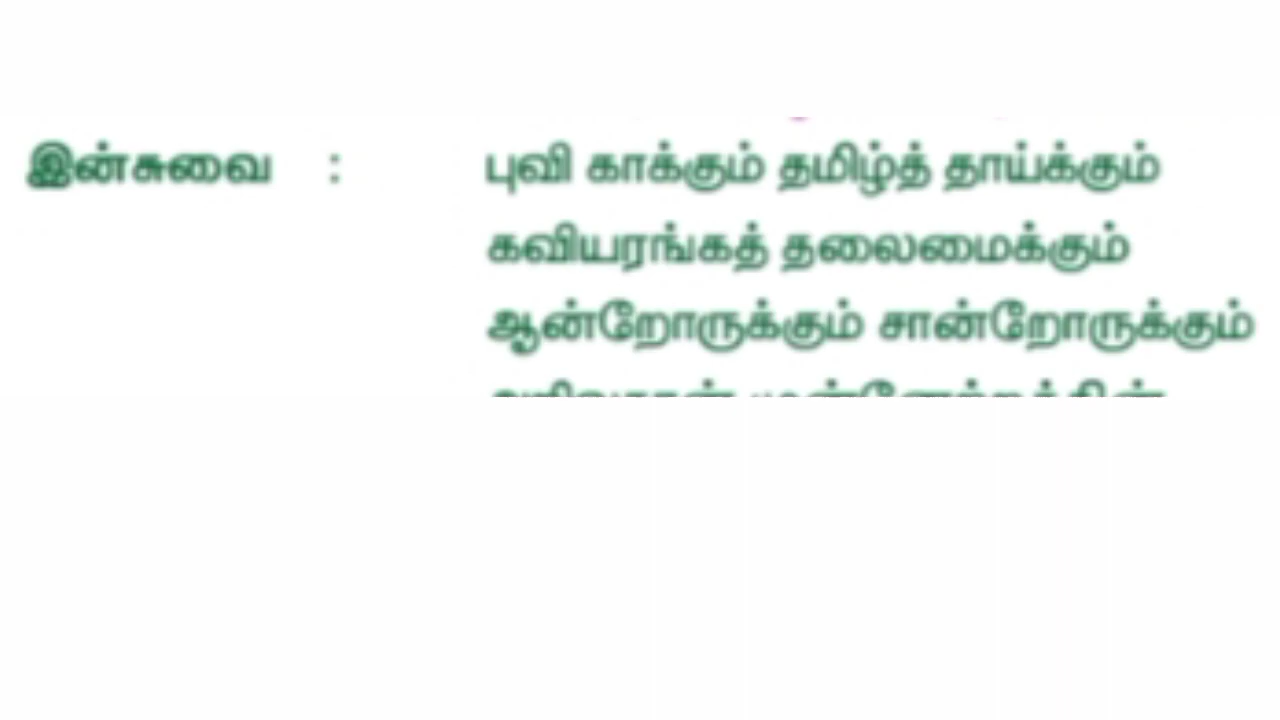 இன்சுவை : புவி காக்கும் தமிழ்த் தாய்க்கும்
கவியரங்கத் தலைமைக்கும்
ஆன்றோருக்கும் சான்றோருக்கும்